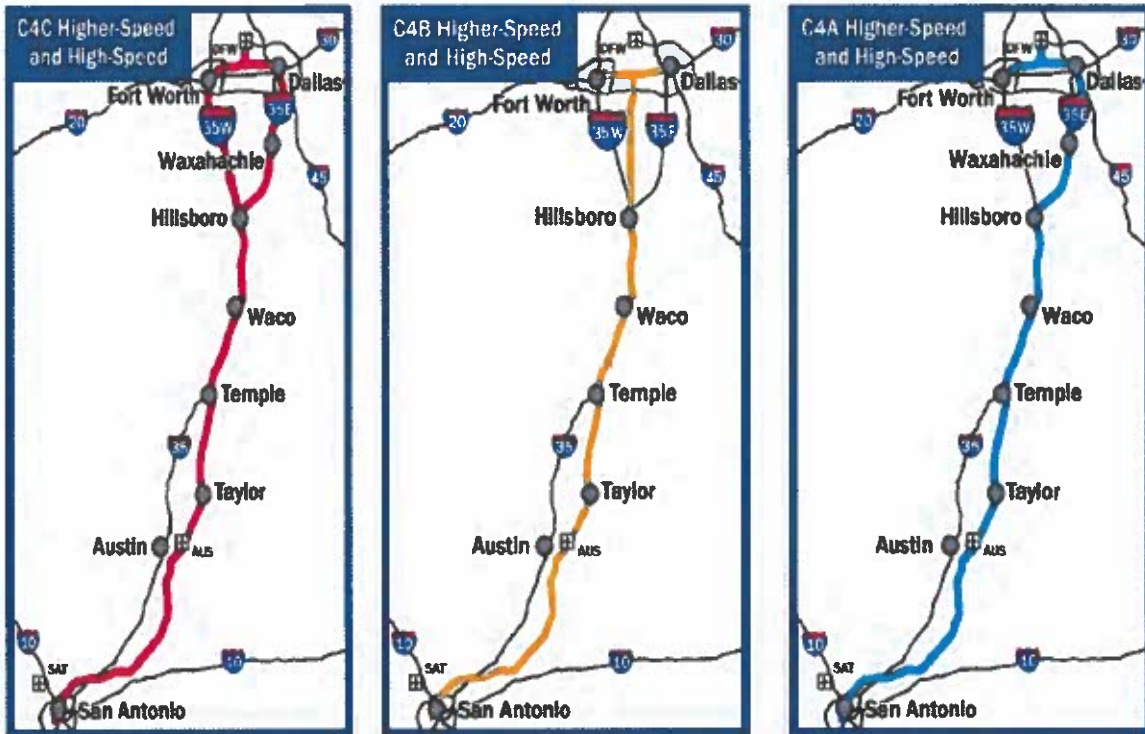 C4C Higher-Speed
and High-Speed
DFW
30
Dallas
Fort Worth
35W
35E
20
Waxahachie
45
Hillsboro
Waco
Temple
35
Taylor
Austin
AUS
10
SAT
10
San Antonio
C4B Higher-Speed
and High-Speed
DFW
30
Dallas
Fort Worth
35W
35E
20
45
Hillsboro
Waco
Temple
35
Taylor
Austin
AUS
10
SAT
10
San Antonio
C4A Higher-Speed
and High-Speed
DFW
30
Dallas
Fort Worth
35W
35E
20
Waxahachie
45
Hillsboro
Waco
Temple
35
Taylor
Austin
AUS
10
SAT
10
San Antonio